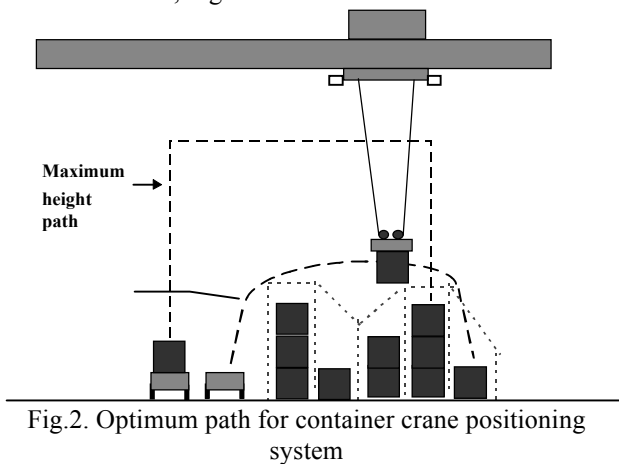 Maximum
height
path
Fig.2. Optimum path for container crane positioning
system